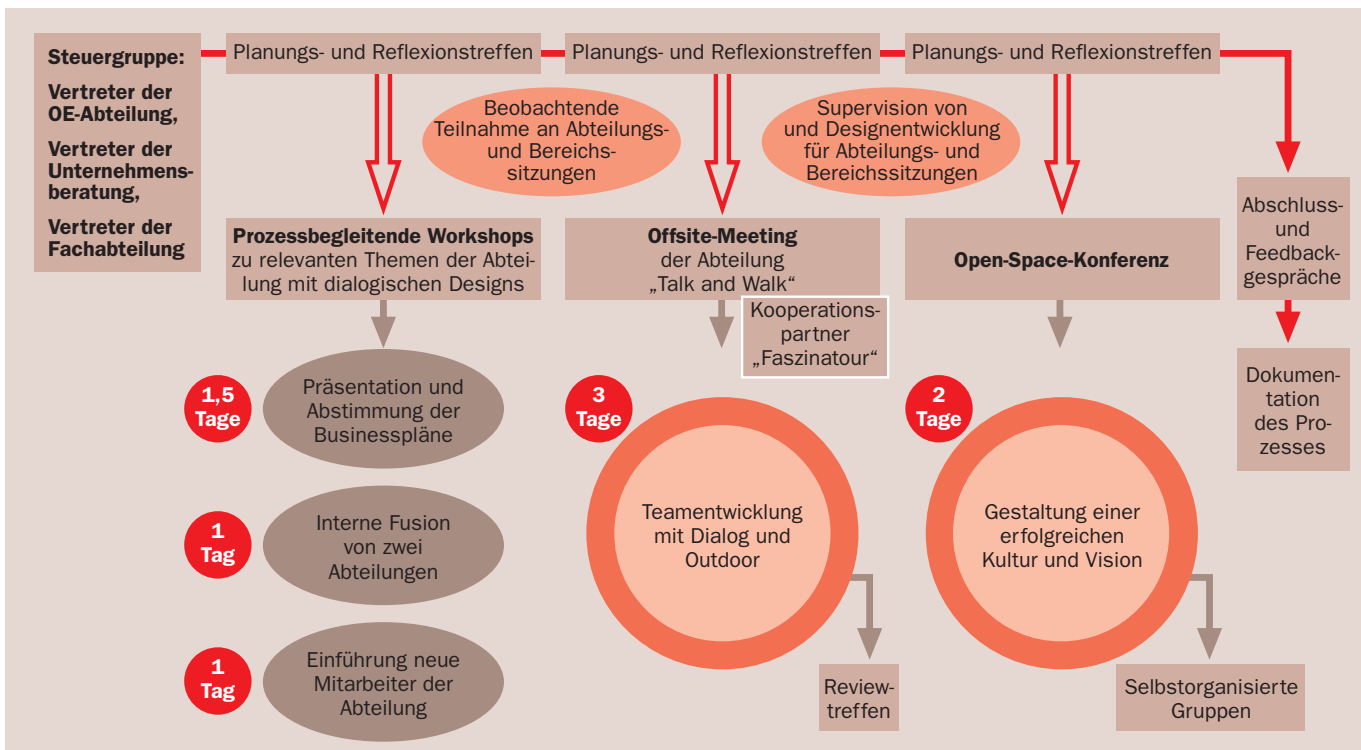 Steuergruppe:
Vertreter der
OE-Abteilung,
Vertreter der
Unternehmens-
beratung,
Vertreter der
Fachabteilung
Planungs- und Reflexionstreffen
Planungs- und Reflexionstreffen
Planungs- und Reflexionstreffen
Beobachtende
Teilnahme an Abteilungs-
und Bereichs-
sitzungen
Supervision von
und Designentwicklung
für Abteilungs- und
Bereichssitzungen
Prozessbegleitende Workshops
zu relevanten Themen der Abtei-
lung mit dialogischen Designs
Offsite-Meeting
der Abteilung
„Talk and Walk“
Kooperations-
partner
„Faszinatour“
Open-Space-Konferenz
Abschluss-
und
Feedback-
gespräche
Dokumen-
tation
des Pro-
zesses
1,5
Tage
Präsentation und
Abstimmung der
Businesspläne
1
Tag
Interne Fusion
von zwei
Abteilungen
1
Tag
Einführung neue
Mitarbeiter der
Abteilung
3
Tage
Teamentwicklung
mit Dialog und
Outdoor
Review-
treffen
2
Tage
Gestaltung einer
erfolgreichen
Kultur und Vision
Selbstorganisierte
Gruppen